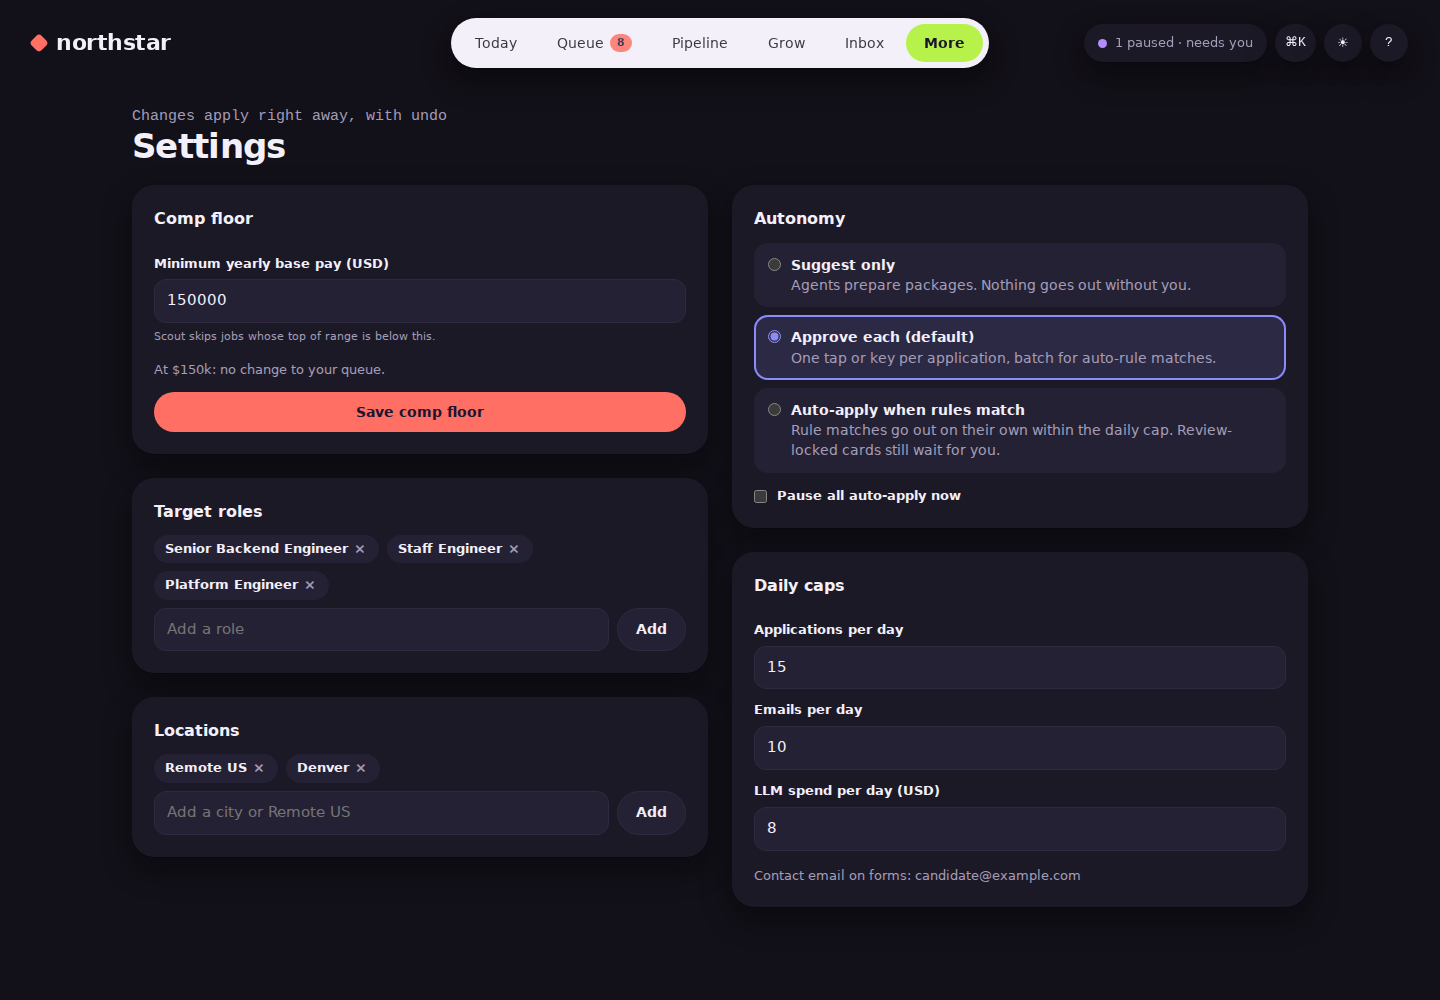 northstar
Today
Queue 8
Pipeline
Grow
Inbox
More
1 paused · needs you
⌘K
☀
?
Changes apply right away, with undo
Settings
Comp floor
Minimum yearly base pay (USD)
150000
Scout skips jobs whose top of range is below this.
At $150k: no change to your queue.
Save comp floor
Target roles
Senior Backend Engineer ×
Staff Engineer ×
Platform Engineer ×
Add a role
Add
Locations
Remote US ×
Denver ×
Add a city or Remote US
Add
Autonomy
Suggest only
Agents prepare packages. Nothing goes out without you.
Approve each (default)
One tap or key per application, batch for auto-rule matches.
Auto-apply when rules match
Rule matches go out on their own within the daily cap. Review-
locked cards still wait for you.
Pause all auto-apply now
Daily caps
Applications per day
15
Emails per day
10
LLM spend per day (USD)
8
Contact email on forms: candidate@example.com